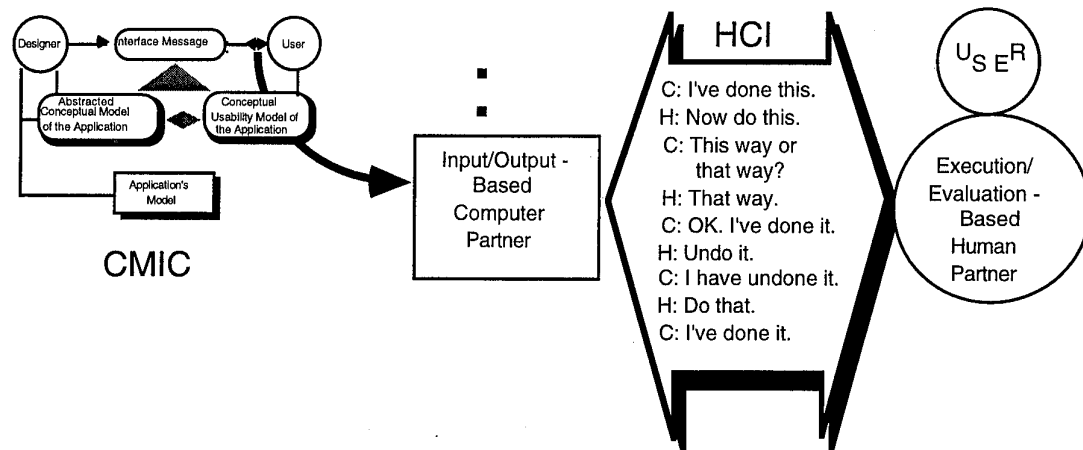 Designer
Interface Message
User
Abstracted
Conceptual Model
of the Application
Conceptual
Usability Model of
the Application
Application's
Model
CMIC
Input/Output -
Based
Computer
Partner
HCI
C: I've done this.
H: Now do this.
C: This way or
that way?
H: That way.
C: OK. I've done it.
H: Undo it.
C: I have undone it.
H: Do that.
C: I've done it.
USER
Execution/
Evaluation -
Based
Human
Partner